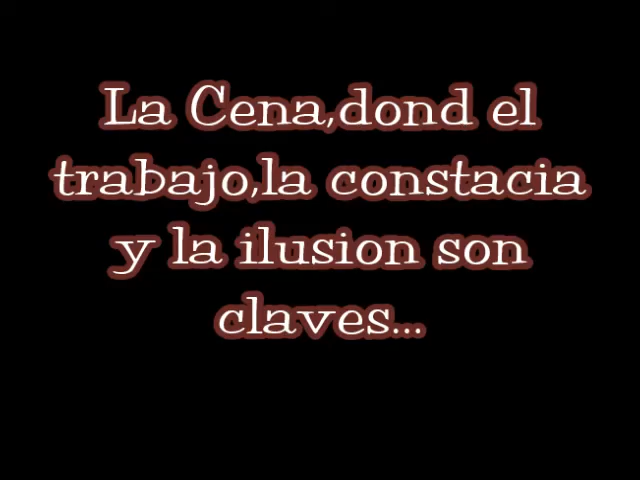 La Cena,dond el
trabajo,la constacia
y la ilusion son
claves...